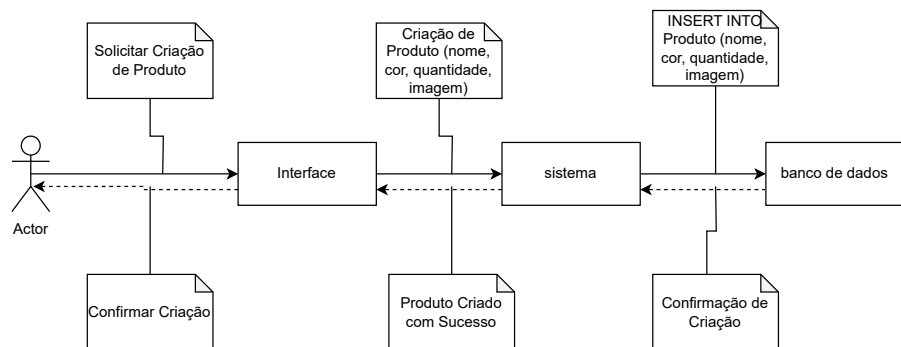 Solicitar Criação
de Produto
Criação de
Produto (nome,
cor, quantidade,
imagem)
INSERT INTO
Produto (nome,
cor, quantidade,
imagem)
Actor
Interface
sistema
banco de dados
Confirmar Criação
Produto Criado
com Sucesso
Confirmação de
Criação